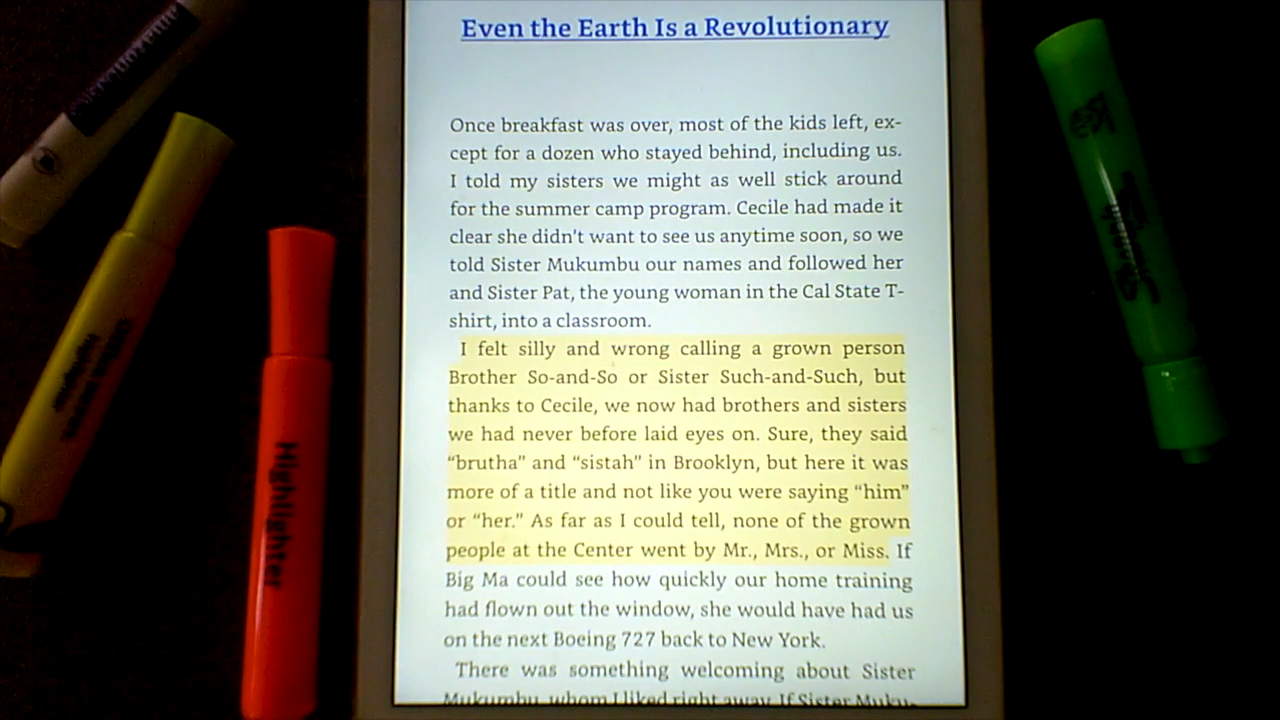 Even the Earth Is a Revolutionary
Once breakfast was over, most of the kids left, ex-
cept for a dozen who stayed behind, including us.
I told my sisters we might as well stick around
for the summer camp program. Cecile had made it
clear she didn't want to see us anytime soon, so we
told Sister Mukumbu our names and followed her
and Sister Pat, the young woman in the Cal State T-
shirt, into a classroom.
I felt silly and wrong calling a grown person
Brother So-and-So or Sister Such-and-Such, but
thanks to Cecile, we now had brothers and sisters
we had never before laid eyes on. Sure, they said
“brutha” and “sistah” in Brooklyn, but here it was
more of a title and not like you were saying “him”
or “her.” As far as I could tell, none of the grown
people at the Center went by Mr., Mrs., or Miss. If
Big Ma could see how quickly our home training
had flown out the window, she would have had us
on the next Boeing 727 back to New York.
There was something welcoming about Sister
Mukumbu, whom I liked right away. If Sister Muku-
Highlighter